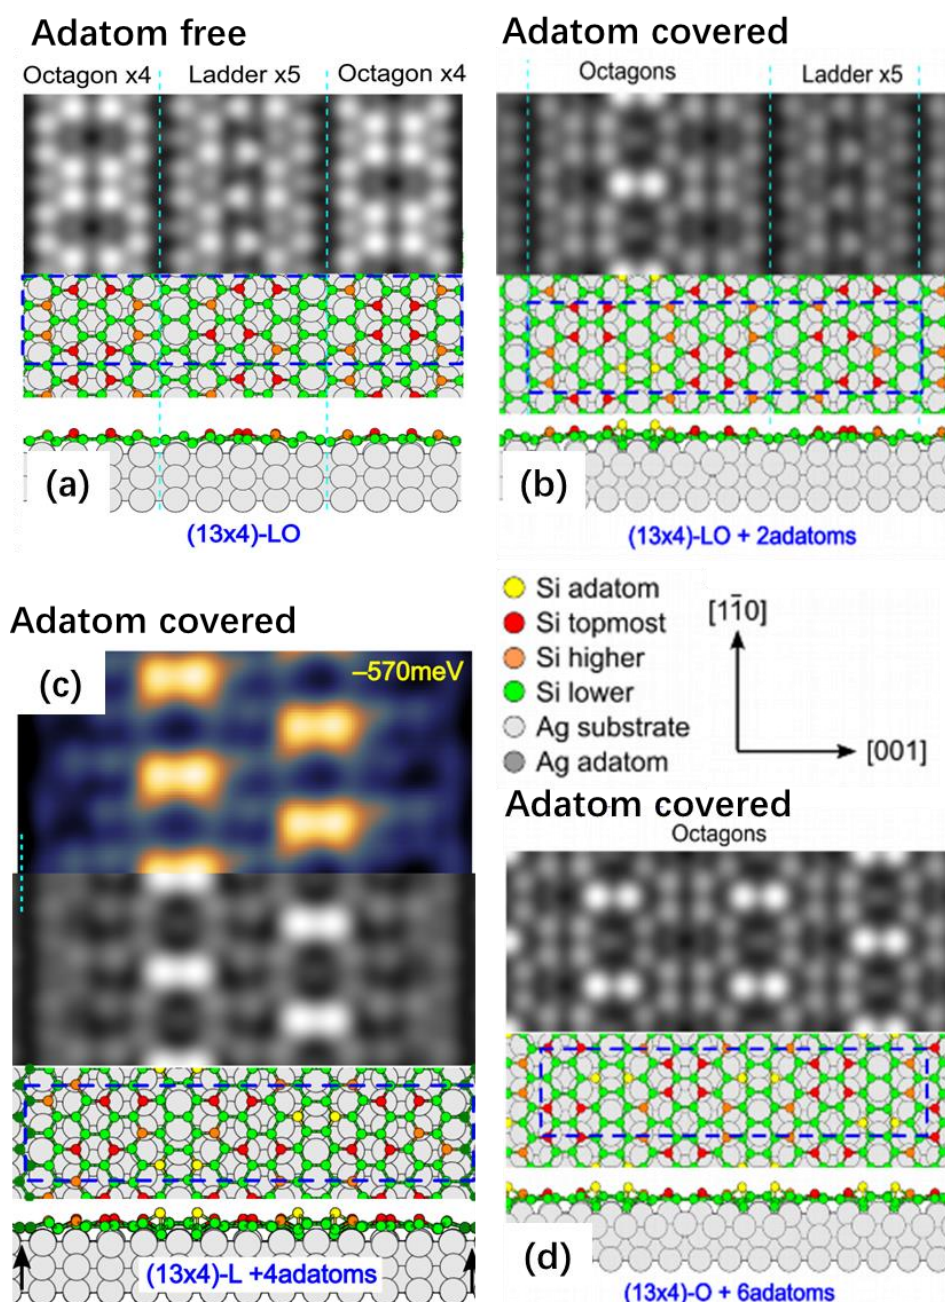 Adatom free
Octagon x4 Ladder x5 Octagon x4
(a)
(13x4)-LO
Adatom covered
Octagons Ladder x5
(b)
(13x4)-LO + 2adatoms
Si adatom
Si topmost
Si higher
Si lower
Ag substrate
Ag adatom
[11̄0]
[001]
Adatom covered
(c)
−570meV
(13x4)-L +4adatoms
Adatom covered
Octagons
(d)
(13x4)-O + 6adatoms